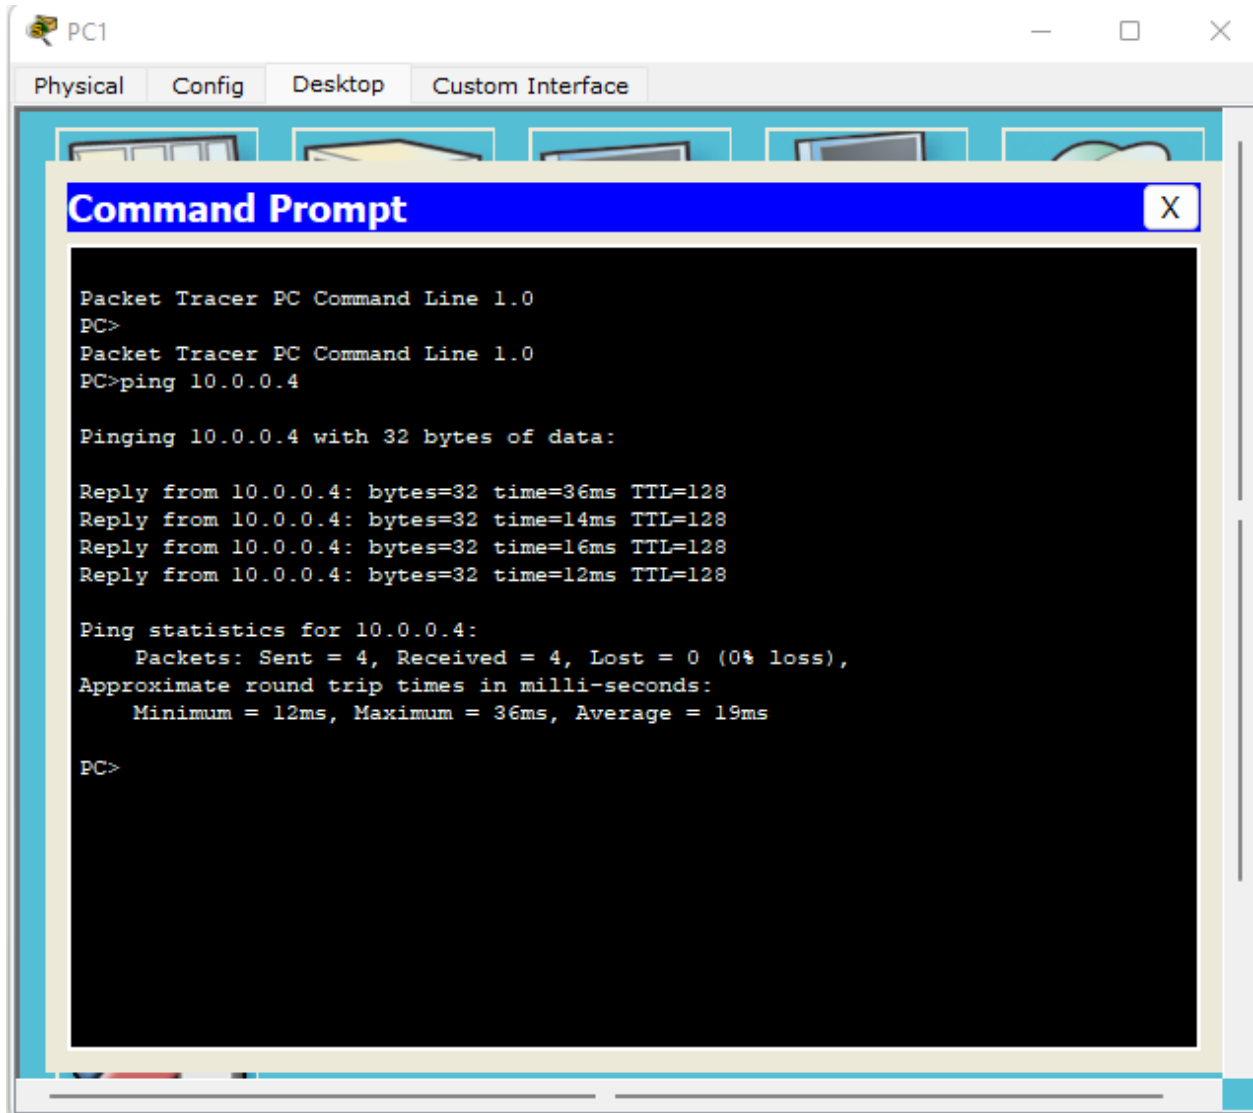 PC1
Physical Config Desktop Custom Interface
Command Prompt X
Packet Tracer PC Command Line 1.0
PC>
Packet Tracer PC Command Line 1.0
PC>ping 10.0.0.4
Pinging 10.0.0.4 with 32 bytes of data:
Reply from 10.0.0.4: bytes=32 time=36ms TTL=128
Reply from 10.0.0.4: bytes=32 time=14ms TTL=128
Reply from 10.0.0.4: bytes=32 time=16ms TTL=128
Reply from 10.0.0.4: bytes=32 time=12ms TTL=128
Ping statistics for 10.0.0.4:
Packets: Sent = 4, Received = 4, Lost = 0 (0% loss),
Approximate round trip times in milli-seconds:
Minimum = 12ms, Maximum = 36ms, Average = 19ms
PC>